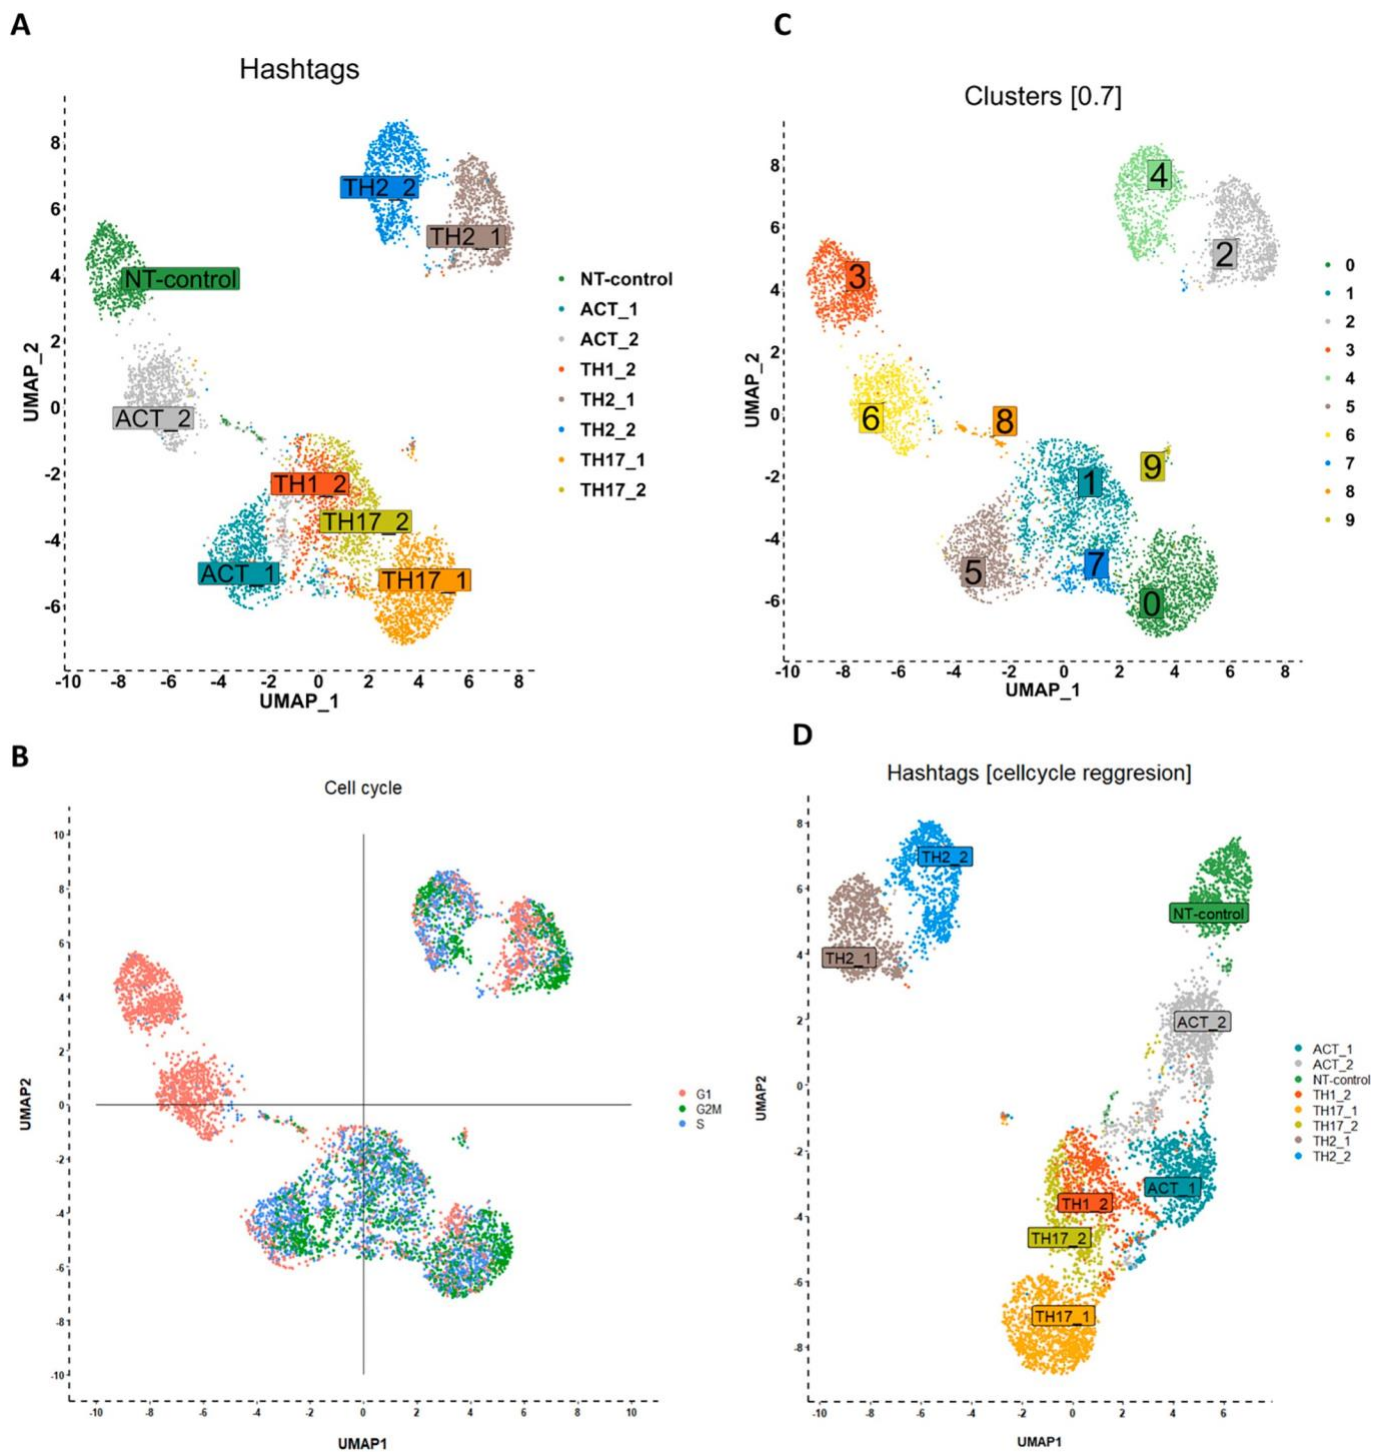 A
Hashtags
8
6
4
2
0
-2
-4
-6
UMAP_2
TH2_2
TH2_1
NT-control
ACT_2
TH1_2
TH17_2
ACT_1
TH17_1
-10 -8 -6 -4 -2 0 2 4 6 8
UMAP_1
NT-control
ACT_1
ACT_2
TH1_2
TH2_1
TH2_2
TH17_1
TH17_2
C
Clusters [0.7]
8
6
4
2
0
-2
-4
-6
UMAP_2
4
2
3
6
8
1
9
5
7
0
-10 -8 -6 -4 -2 0 2 4 6 8
UMAP_1
0
1
2
3
4
5
6
7
8
9
B
Cell cycle
10
8
6
4
2
0
-2
-4
-6
-8
-10
UMAP2
-10 -8 -6 -4 -2 0 2 4 6 8 10
UMAP1
G1
G2M
S
D
Hashtags [cellcycle reggresion]
8
6
4
2
0
-2
-4
-6
-8
UMAP2
TH2_2
NT-control
TH2_1
ACT_2
ACT_1
TH1_2
TH17_2
TH17_1
-10 -8 -6 -4 -2 0 2 4 6
UMAP1
ACT_1
ACT_2
NT-control
TH1_2
TH17_1
TH17_2
TH2_1
TH2_2